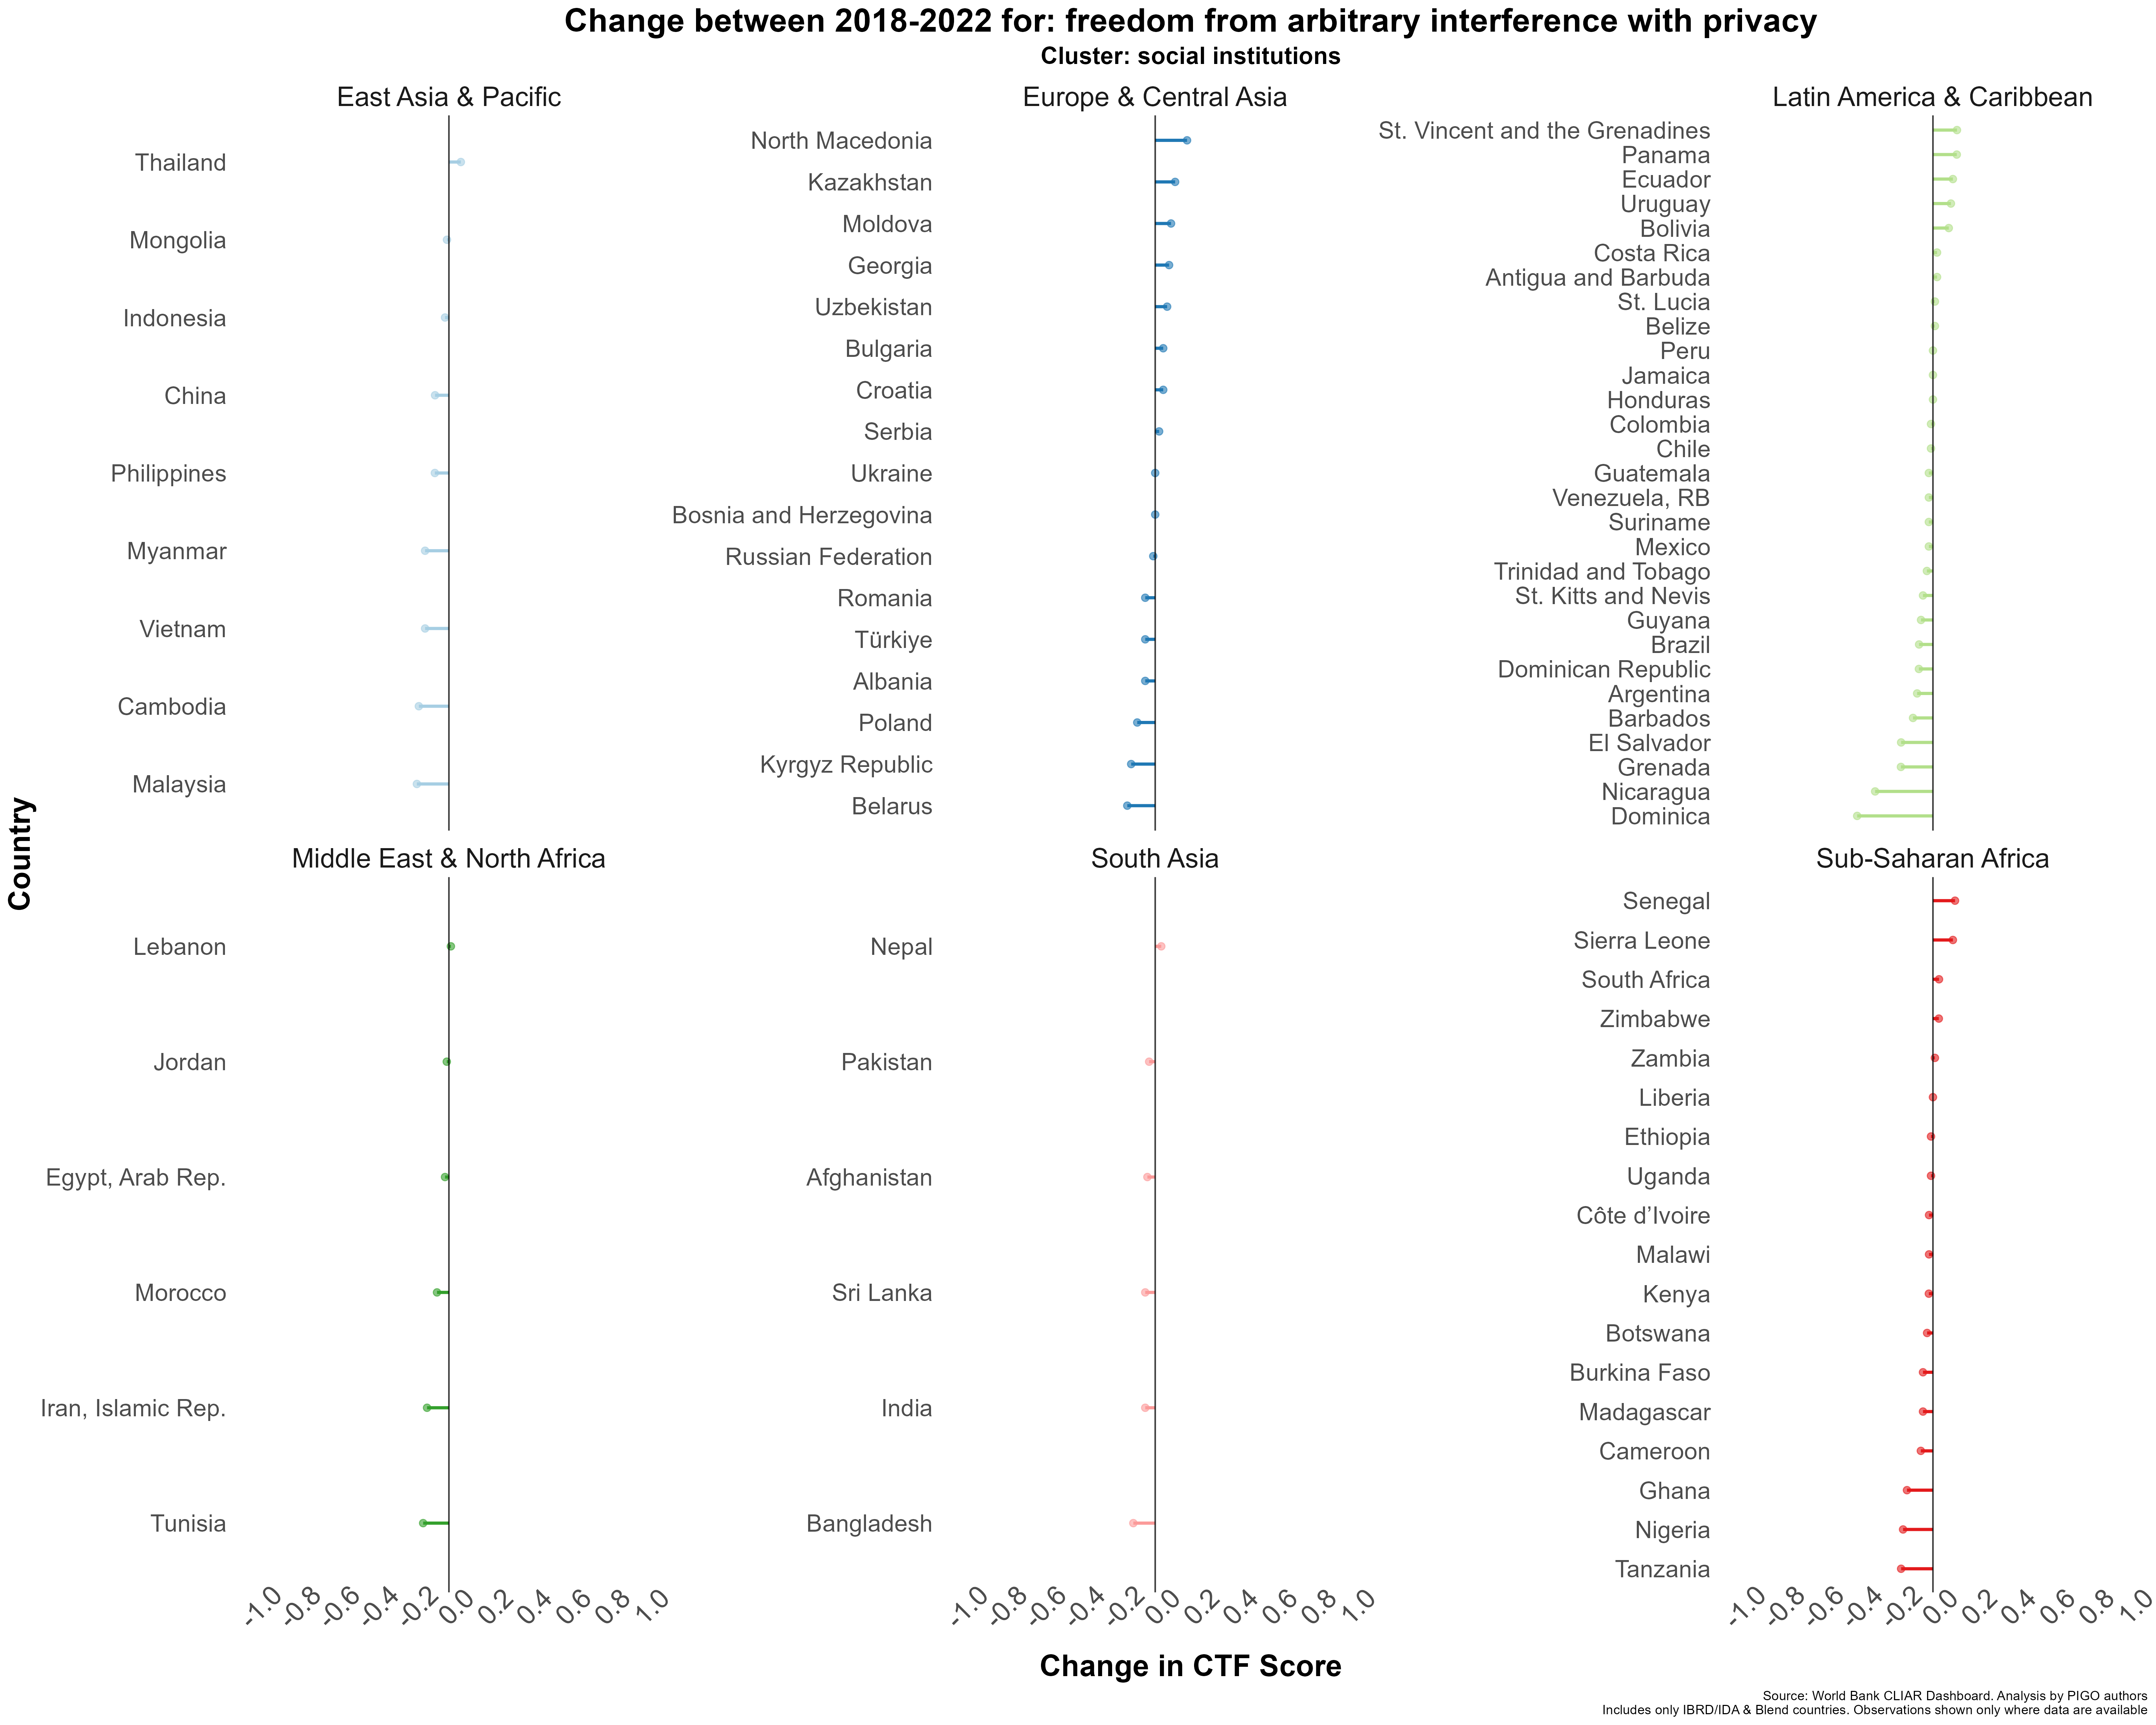 Change between 2018-2022 for: freedom from arbitrary interference with privacy
Cluster: social institutions
Country
East Asia & Pacific
Thailand
Mongolia
Indonesia
China
Philippines
Myanmar
Vietnam
Cambodia
Malaysia
Europe & Central Asia
North Macedonia
Kazakhstan
Moldova
Georgia
Uzbekistan
Bulgaria
Croatia
Serbia
Ukraine
Bosnia and Herzegovina
Russian Federation
Romania
Türkiye
Albania
Poland
Kyrgyz Republic
Belarus
Latin America & Caribbean
St. Vincent and the Grenadines
Panama
Ecuador
Uruguay
Bolivia
Costa Rica
Antigua and Barbuda
St. Lucia
Belize
Peru
Jamaica
Honduras
Colombia
Chile
Guatemala
Venezuela, RB
Suriname
Mexico
Trinidad and Tobago
St. Kitts and Nevis
Guyana
Brazil
Dominican Republic
Argentina
Barbados
El Salvador
Grenada
Nicaragua
Dominica
Middle East & North Africa
Lebanon
Jordan
Egypt, Arab Rep.
Morocco
Iran, Islamic Rep.
Tunisia
-1.0 -0.8 -0.6 -0.4 -0.2 0.0 0.2 0.4 0.6 0.8 1.0
South Asia
Nepal
Pakistan
Afghanistan
Sri Lanka
India
Bangladesh
-1.0 -0.8 -0.6 -0.4 -0.2 0.0 0.2 0.4 0.6 0.8 1.0
Sub-Saharan Africa
Senegal
Sierra Leone
South Africa
Zimbabwe
Zambia
Liberia
Ethiopia
Uganda
Côte d’Ivoire
Malawi
Kenya
Botswana
Burkina Faso
Madagascar
Cameroon
Ghana
Nigeria
Tanzania
-1.0 -0.8 -0.6 -0.4 -0.2 0.0 0.2 0.4 0.6 0.8 1.0
Change in CTF Score
Source: World Bank CLIAR Dashboard. Analysis by PIGO authors
Includes only IBRD/IDA & Blend countries. Observations shown only where data are available